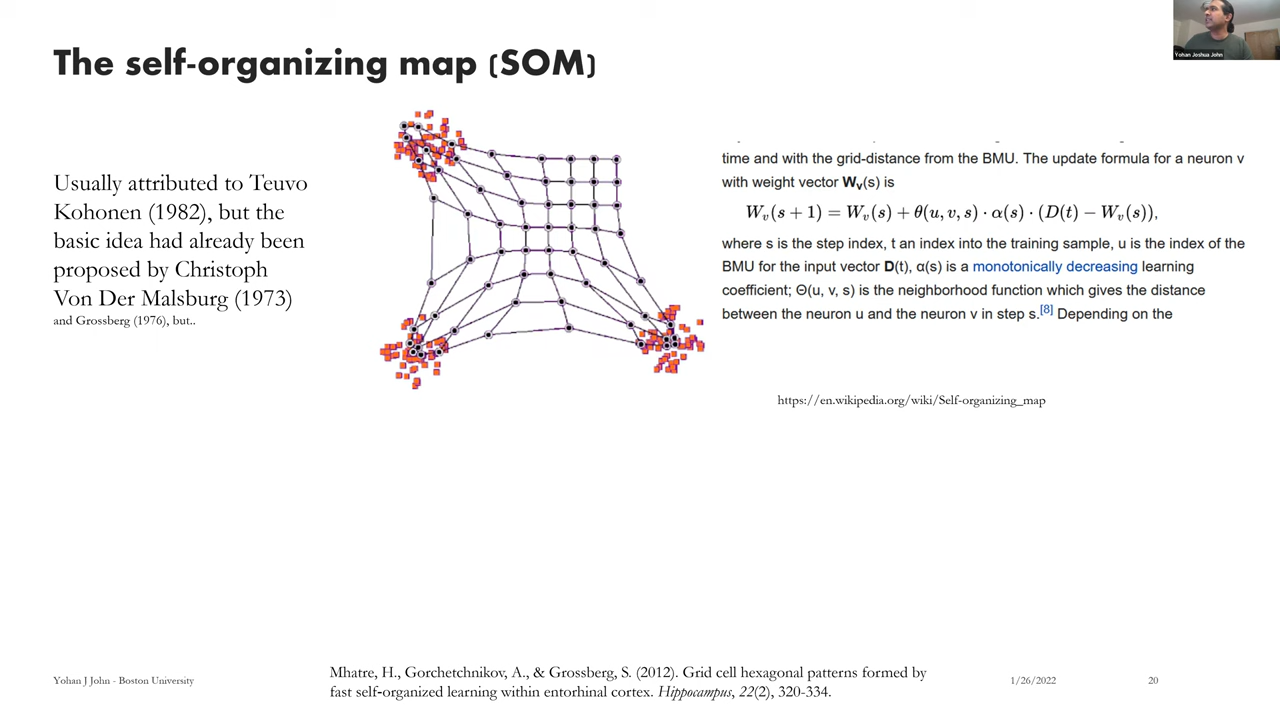 Yohan Joshua John
The self-organizing map (SOM)
Usually attributed to Teuvo
Kohonen (1982), but the
basic idea had already been
proposed by Christoph
Von Der Malsburg (1973)
and Grossberg (1976), but..
time and with the grid-distance from the BMU. The update formula for a neuron v
with weight vector Wᵥ(s) is
Wᵥ(s + 1) = Wᵥ(s) + θ(u, v, s) · α(s) · (D(t) − Wᵥ(s)),
where s is the step index, t an index into the training sample, u is the index of the
BMU for the input vector D(t), α(s) is a monotonically decreasing learning
coefficient; Θ(u, v, s) is the neighborhood function which gives the distance
between the neuron u and the neuron v in step s.[8] Depending on the
https://en.wikipedia.org/wiki/Self-organizing_map
Mhatre, H., Gorchetchnikov, A., & Grossberg, S. (2012). Grid cell hexagonal patterns formed by
fast self-organized learning within entorhinal cortex. Hippocampus, 22(2), 320-334.
Yohan J John - Boston University
1/26/2022
20